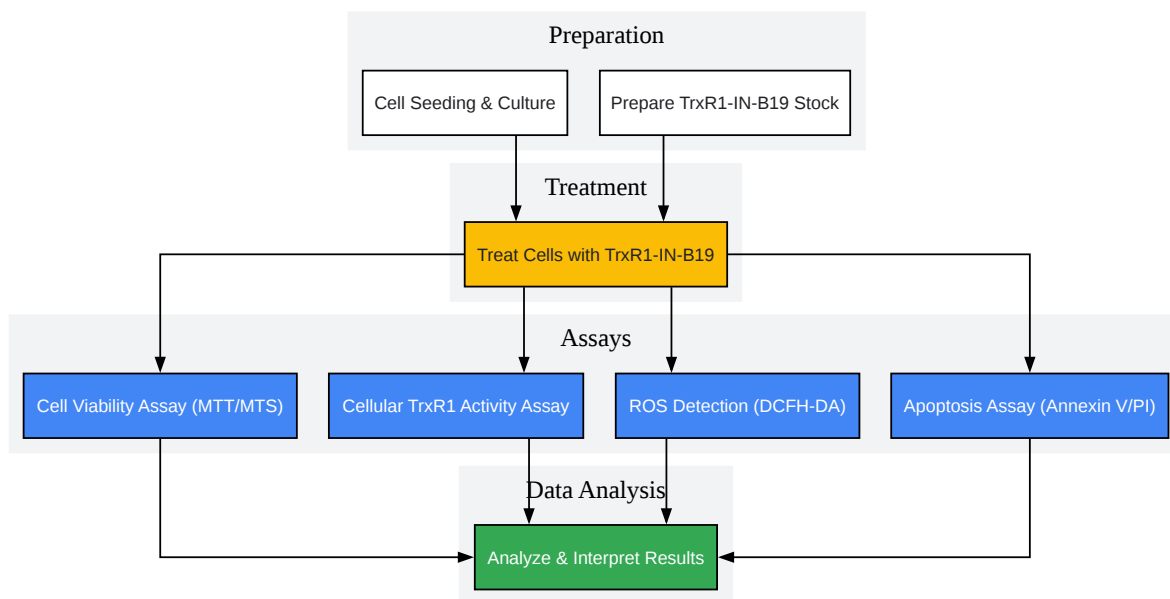 Preparation
Cell Seeding & Culture
Prepare TrxR1-IN-B19 Stock
Treatment
Treat Cells with TrxR1-IN-B19
Assays
Cell Viability Assay (MTT/MTS)
Cellular TrxR1 Activity Assay
ROS Detection (DCFH-DA)
Apoptosis Assay (Annexin V/PI)
Data Analysis
Analyze & Interpret Results